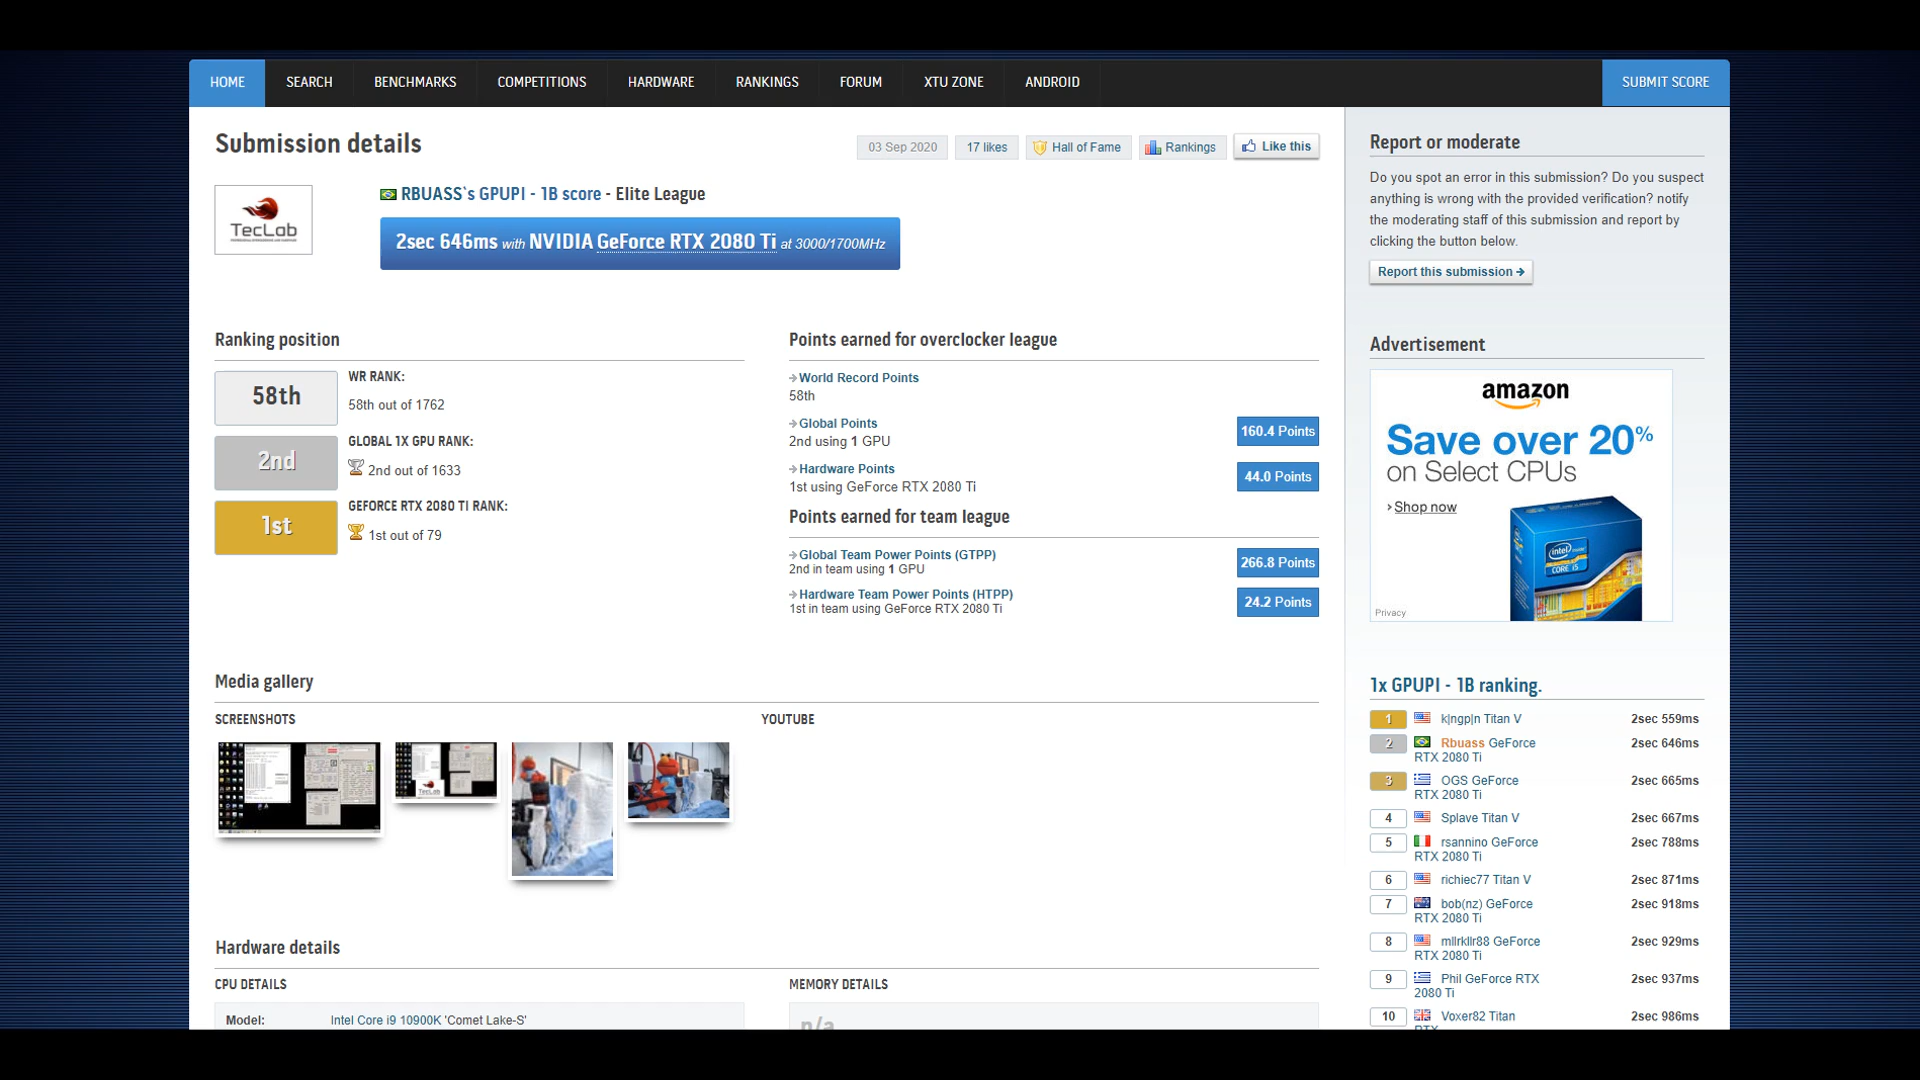 HOME SEARCH BENCHMARKS COMPETITIONS HARDWARE RANKINGS FORUM XTU ZONE ANDROID SUBMIT SCORE
Submission details
03 Sep 2020 17 likes Hall of Fame Rankings Like this
TecLab
RBUASS`s GPUPI - 1B score - Elite League
2sec 646ms with NVIDIA GeForce RTX 2080 Ti at 3000/1700MHz
Ranking position
58th
WR RANK:
58th out of 1762
2nd
GLOBAL 1X GPU RANK:
2nd out of 1633
1st
GEFORCE RTX 2080 TI RANK:
1st out of 79
Points earned for overclocker league
World Record Points
58th
Global Points
2nd using 1 GPU
160.4 Points
Hardware Points
1st using GeForce RTX 2080 Ti
44.0 Points
Points earned for team league
Global Team Power Points (GTPP)
2nd in team using 1 GPU
266.8 Points
Hardware Team Power Points (HTPP)
1st in team using GeForce RTX 2080 Ti
24.2 Points
Media gallery
SCREENSHOTS
YOUTUBE
Hardware details
CPU DETAILS
Model: Intel Core i9 10900K 'Comet Lake-S'
MEMORY DETAILS
n/a
Report or moderate
Do you spot an error in this submission? Do you suspect
anything is wrong with the provided verification? notify
the moderating staff of this submission and report by
clicking the button below.
Report this submission
Advertisement
amazon
Save over 20%
on Select CPUs
Shop now
intel
CORE i5
Privacy
1x GPUPI - 1B ranking.
1 k|ngp|n Titan V 2sec 559ms
2 Rbuass GeForce 2sec 646ms
RTX 2080 Ti
3 OGS GeForce 2sec 665ms
RTX 2080 Ti
4 Splave Titan V 2sec 667ms
5 rsannino GeForce 2sec 788ms
RTX 2080 Ti
6 richiec77 Titan V 2sec 871ms
7 bob(nz) GeForce 2sec 918ms
RTX 2080 Ti
8 mllrkllr88 GeForce 2sec 929ms
RTX 2080 Ti
9 Phil GeForce RTX 2sec 937ms
2080 Ti
10 Voxer82 Titan 2sec 986ms
RTX